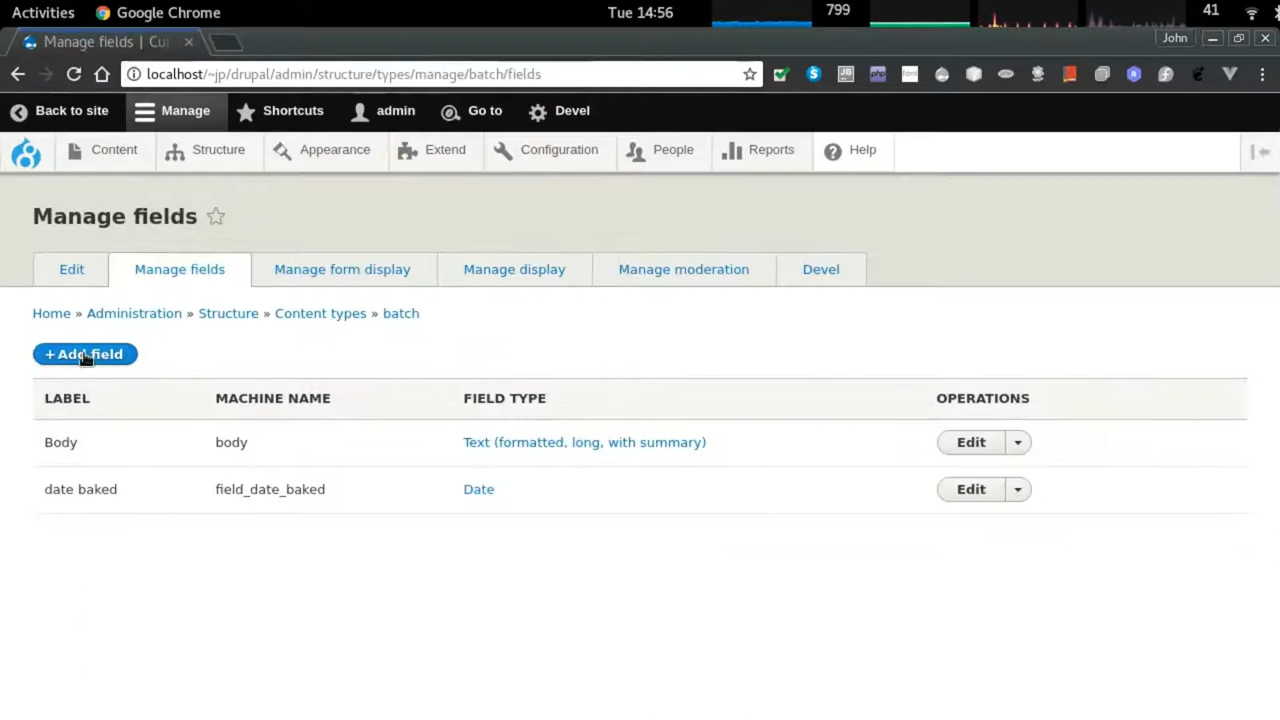 Activities Google Chrome Tue 14:56 799 41
Manage fields | Cu John
localhost/~jp/drupal/admin/structure/types/manage/batch/fields
Back to site Manage Shortcuts admin Go to Devel
Content Structure Appearance Extend Configuration People Reports Help
Manage fields
Edit Manage fields Manage form display Manage display Manage moderation Devel
Home » Administration » Structure » Content types » batch
+ Add field
LABEL MACHINE NAME FIELD TYPE OPERATIONS
Body body Text (formatted, long, with summary) Edit
date baked field_date_baked Date Edit